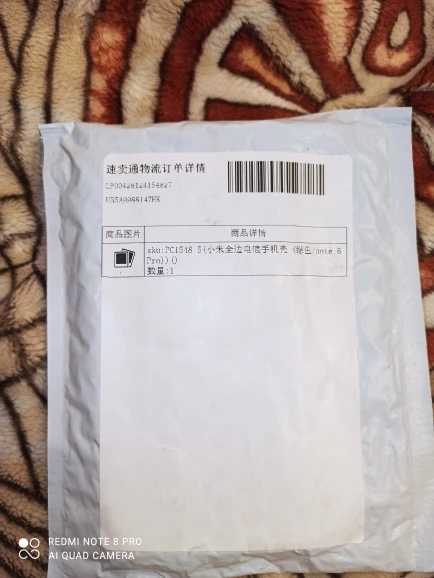 速卖通物流订单详情
LP00428124154827
商品图片 商品详情
sku:PC1548 5(小米全边电镀手机壳 (绿色 note 8
Pro))()
数量:1
REDMI NOTE 8 PRO
AI QUAD CAMERA